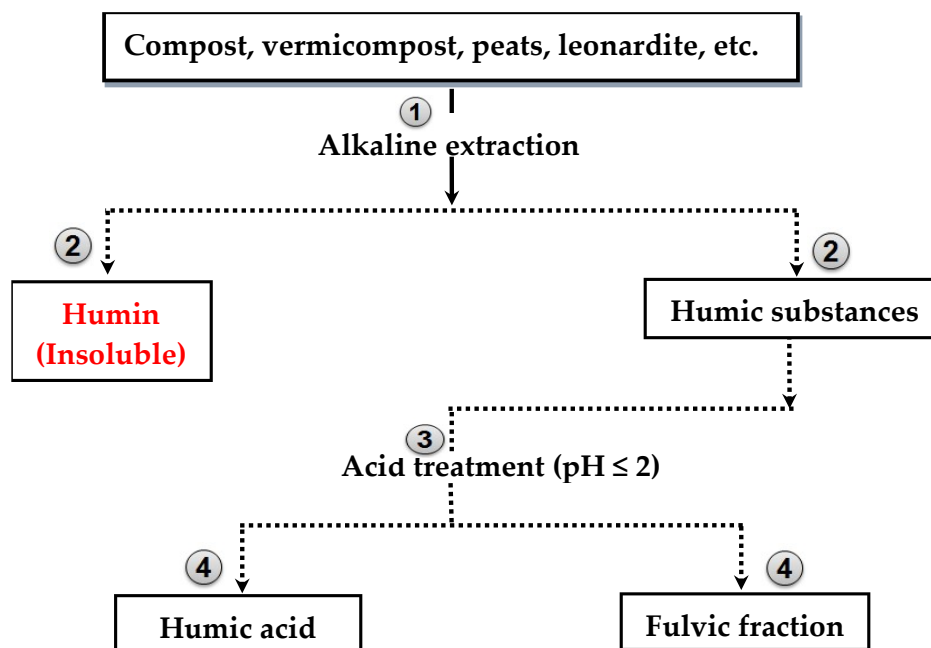 Compost, vermicompost, peats, leonardite, etc.
1
Alkaline extraction
2
2
Humin
(Insoluble)
Humic substances
3
Acid treatment (pH ≤ 2)
4
4
Humic acid
Fulvic fraction